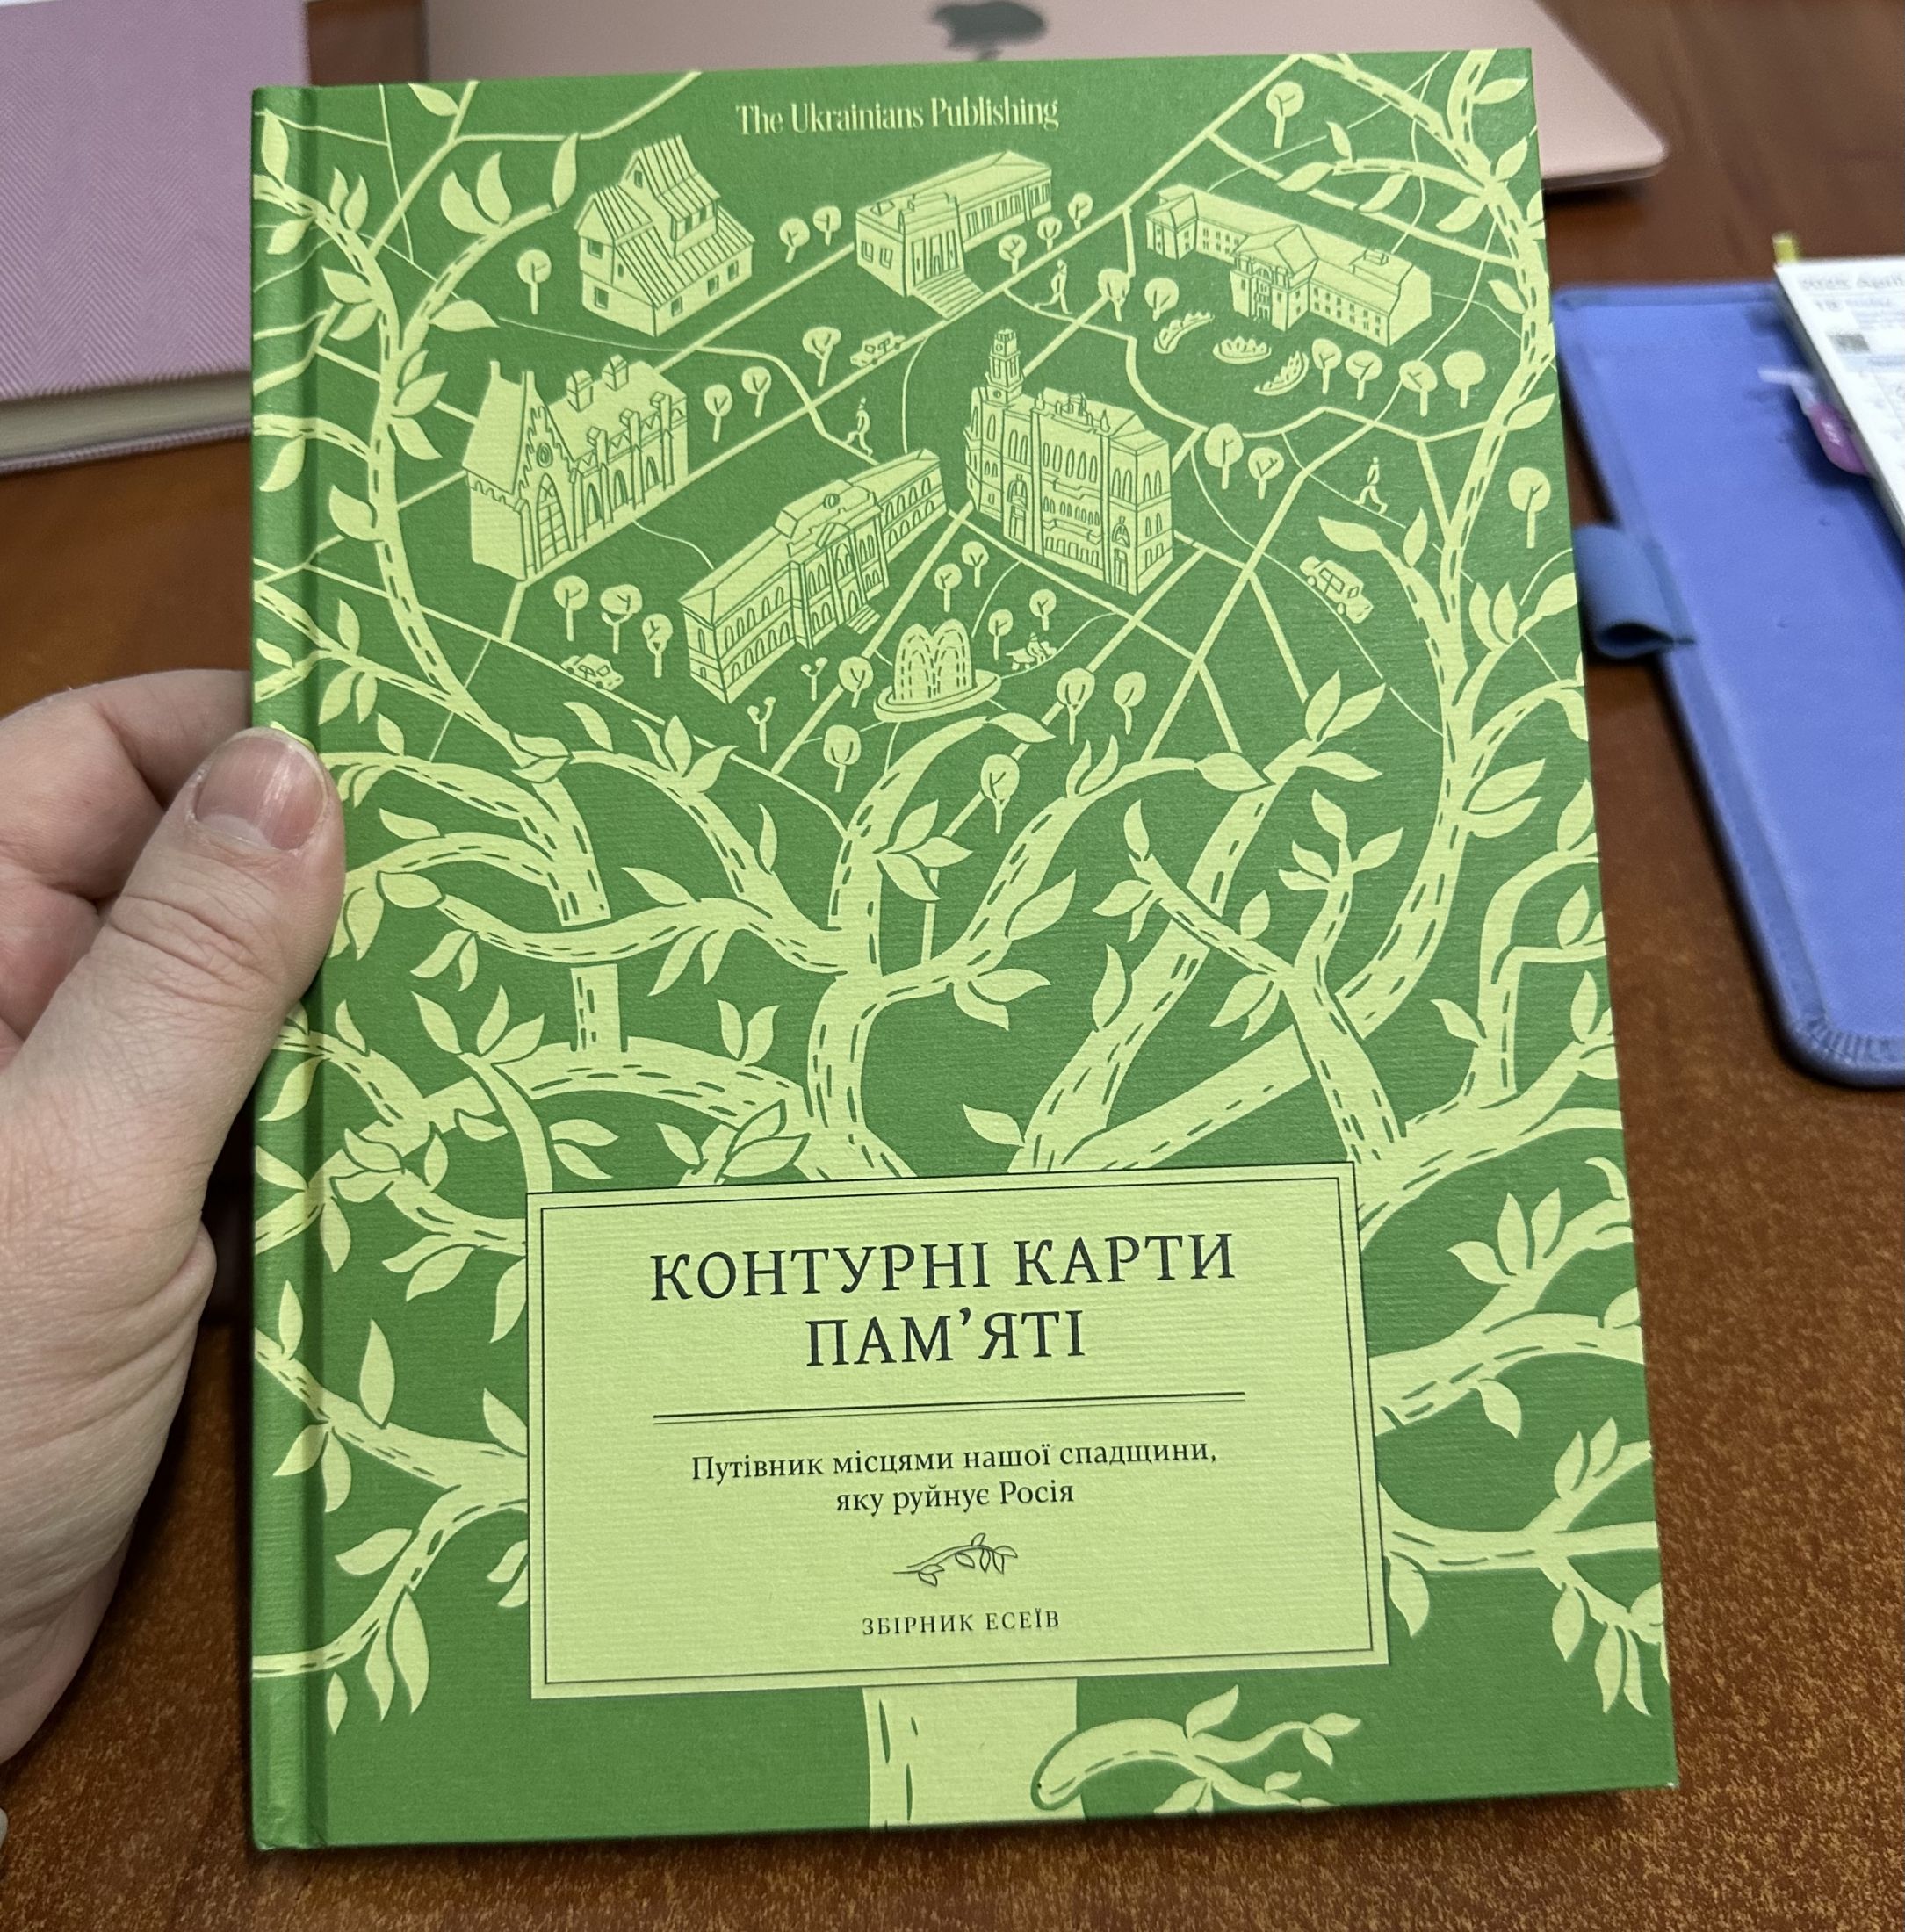 The Ukrainians Publishing
КОНТУРНІ КАРТИ
ПАМ’ЯТІ
Путівник місцями нашої спадщини,
яку руйнує Росія
ЗБІРНИК ЕСЕЇВ